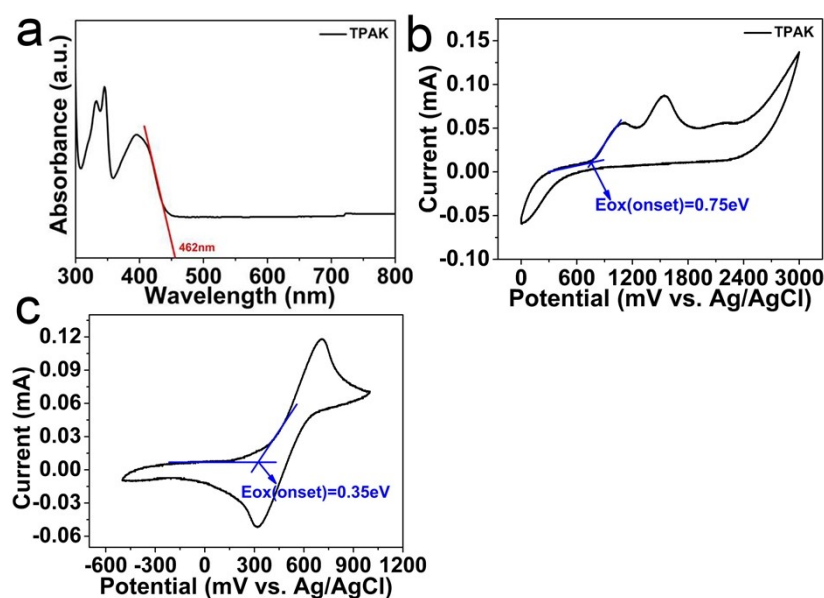 a
TPAK
Absorbance (a.u.)
462nm
300 400 500 600 700 800
Wavelength (nm)
b
TPAK
0.15
0.10
0.05
0.00
-0.05
-0.10
Current (mA)
Eox(onset)=0.75eV
0 600 1200 1800 2400 3000
Potential (mV vs. Ag/AgCl)
c
0.12
0.09
0.06
0.03
0.00
-0.03
-0.06
Current (mA)
Eox(onset)=0.35eV
-600 -300 0 300 600 900 1200
Potential (mV vs. Ag/AgCl)